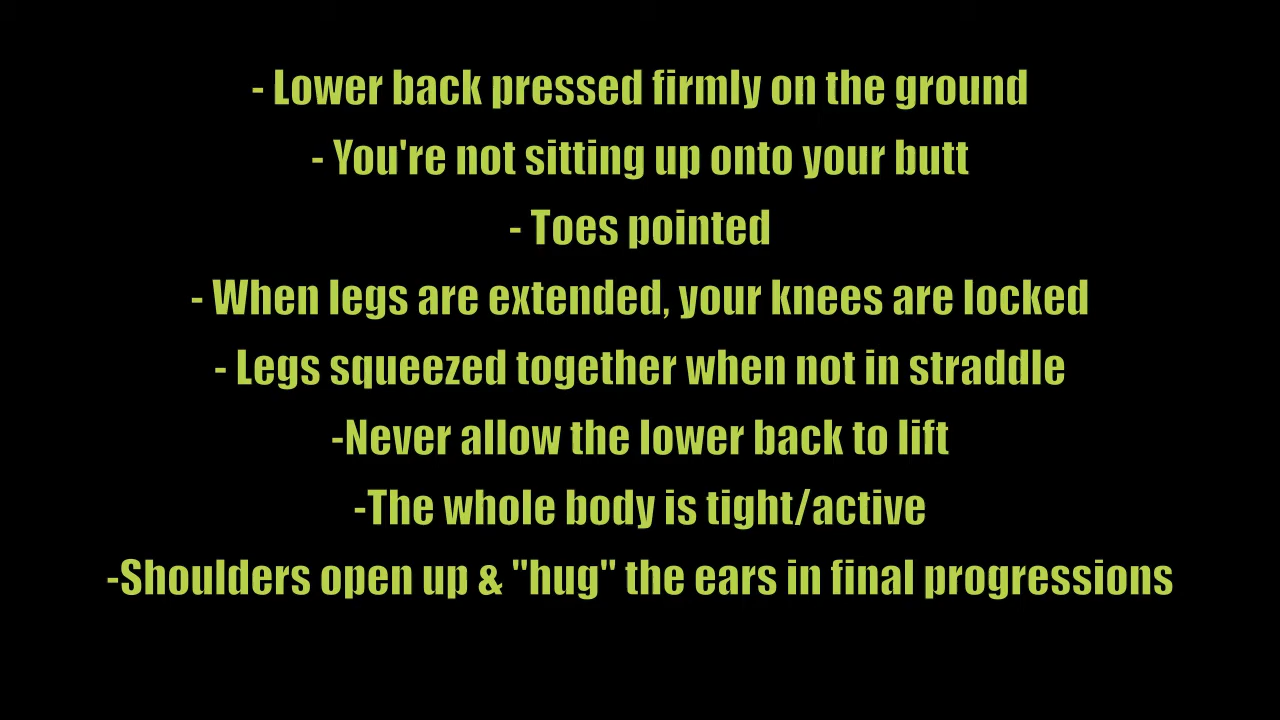 - Lower back pressed firmly on the ground
- You're not sitting up onto your butt
- Toes pointed
- When legs are extended, your knees are locked
- Legs squeezed together when not in straddle
-Never allow the lower back to lift
-The whole body is tight/active
-Shoulders open up & "hug" the ears in final progressions